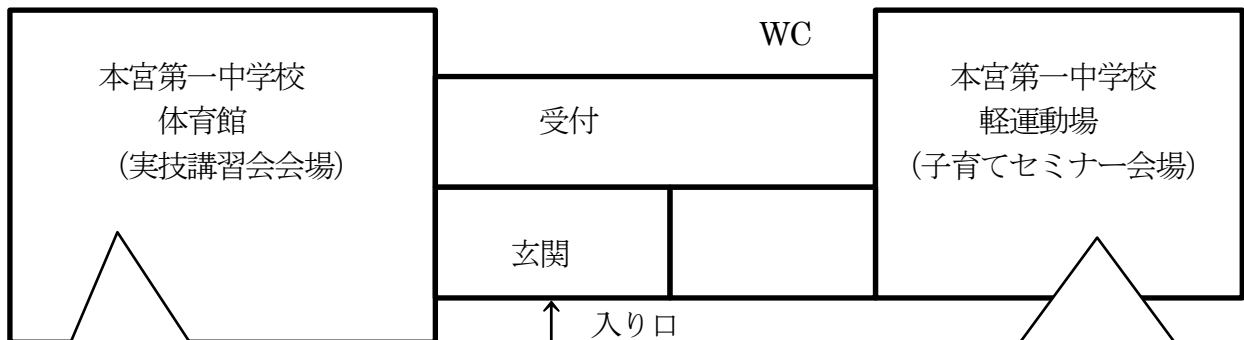 本宮第一中学校
体育館
(実技講習会会場)
WC
受付
玄関
入り口
本宮第一中学校
軽運動場
(子育てセミナー会場)